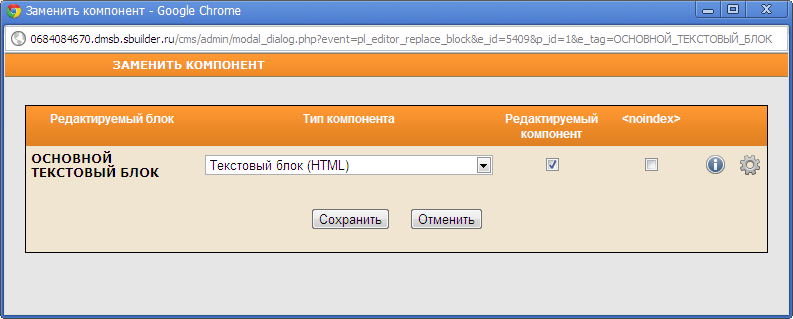 Заменить компонент - Google Chrome
0684084670.dmsb.sbuilder.ru/cms/admin/modal_dialog.php?event=pl_editor_replace_block&e_id=5409&p_id=1&e_tag=ОСНОВНОЙ_ТЕКСТОВЫЙ_БЛОК
ЗАМЕНИТЬ КОМПОНЕНТ
Редактируемый блок Тип компонента Редактируемый компонент <noindex>
ОСНОВНОЙ
ТЕКСТОВЫЙ БЛОК
Текстовый блок (HTML)
Сохранить Отменить